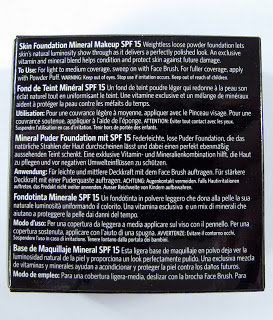 Skin Foundation Mineral Makeup SPF 15 Weightless loose powder foundation lets
skin's natural luminosity show through as it delivers a perfectly polished look. An exclusive
vitamin and mineral blend helps condition and protect skin against future damage.
To Use: For light to medium coverage, sweep on with Face Brush. For fuller coverage, apply
with Powder Puff. WARNING: Keep out of eyes. Stop use if irritation occurs. Keep out of reach of children.
Fond de Teint Minéral SPF 15 Un fond de teint poudre léger qui redonne à la peau son
éclat naturel tout en uniformisant le teint. Une vitamine exclusive et un mélange de minéraux
aident à protéger la peau contre les méfaits du temps.
Utilisation: Pour une couvrance légère à moyenne, appliquer avec le Pinceau visage. Pour une
couvrance soutenue, appliquer à l'aide de l'éponge. ATTENTION: Éviter tout contact avec les yeux.
Suspendre l'utilisation en cas d'irritation. Tenir hors de portée des enfants.
Mineral Puder Foundation mit SPF 15 Federleichte, lose Puder Foundation, die das
natürliche Strahlen der Haut durchscheinen lässt und dabei einen perfekt ebenmäßig
aussehenden Teint schenkt. Eine exklusive Vitamin- und Mineralienkombination hilft, die Haut
zu pflegen und vor negativen Umwelteinflüssen zu schützen.
Anwendung: Für leichte und mittlere Deckkraft mit dem Face Brush auftragen. Für stärkere
Deckkraft mit einer Puderquaste auftragen. ACHTUNG: Augenkontakt vermeiden. Falls Hautirritationen
auftreten, das Produkt nicht weiter anwenden. Ausser Reichweite von Kindern aufbewahren.
Fondotinta Minerale SPF 15 Un fondotinta in polvere leggero che dona alla pelle la sua
naturale luminosità uniformando il colorito. Una vitamina esclusiva e un mix di minerali che
aiutano a proteggere la pelle dai danni del tempo.
Modo d'uso: Per una copertura da leggera a media applicare sul viso con il pennello. Per una
copertura sostenuta, applicare con l'aiuto di una spugna. AVVERTENZE: Evitare il contatto occhi.
Sospendere l'uso in caso di irritazione. Tenere lontano dalla portata dei bambini.
Base de Maquillaje Mineral SPF 15 Esta ligera base de maquillaje en polvo deja ver la
luminosidad natural de la piel y proporciona un look perfectamente pulido. Una exclusiva mezcla
de vitaminas y minerales ayudan a acondicionar y proteger la piel contra los daños futuros.
Modo de empleo: Para una cobertura ligera-media, deslizar con la brocha Face Brush. Para